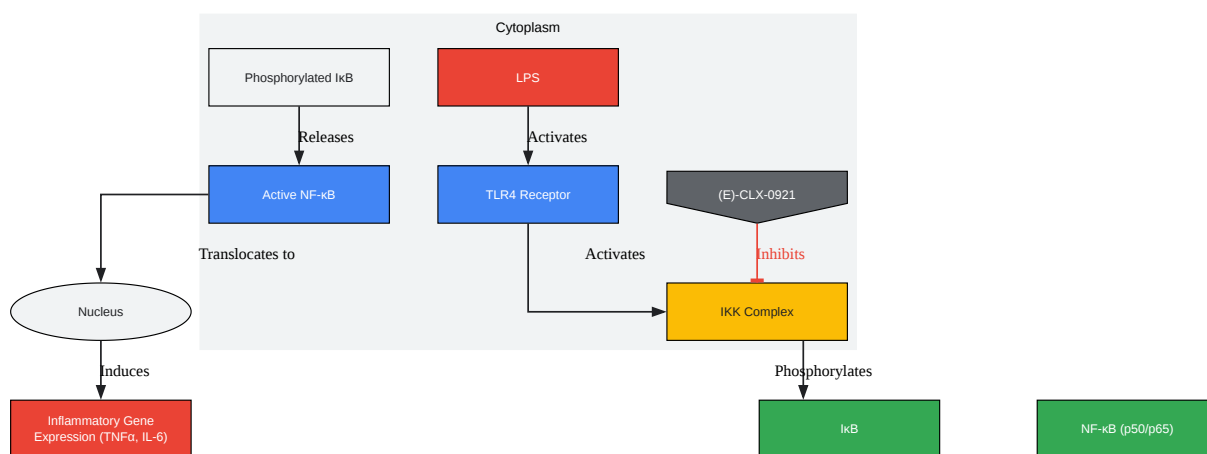 Cytoplasm
Phosphorylated IκB
LPS
Releases
Activates
Active NF-κB
TLR4 Receptor
(E)-CLX-0921
Translocates to
Activates
Inhibits
Nucleus
IKK Complex
Induces
Phosphorylates
Inflammatory Gene
Expression (TNFα, IL-6)
IκB
NF-κB (p50/p65)